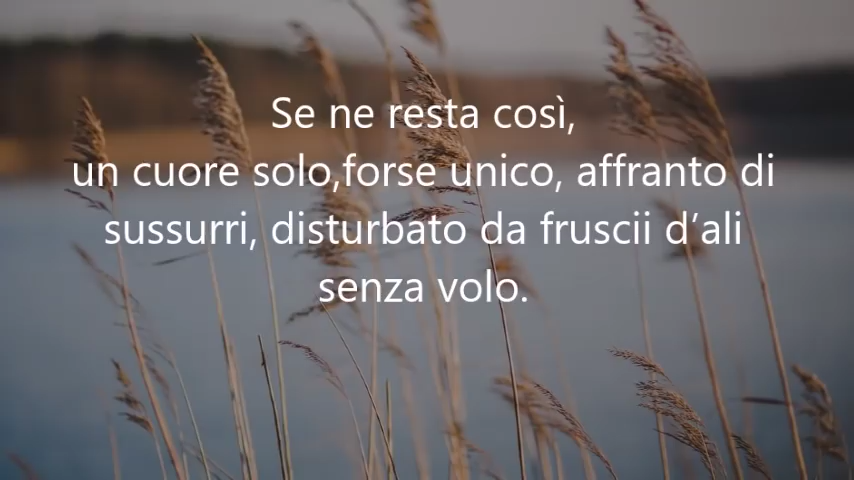 Se ne resta così,
un cuore solo,forse unico, affranto di
sussurri, disturbato da fruscii d’ali
senza volo.